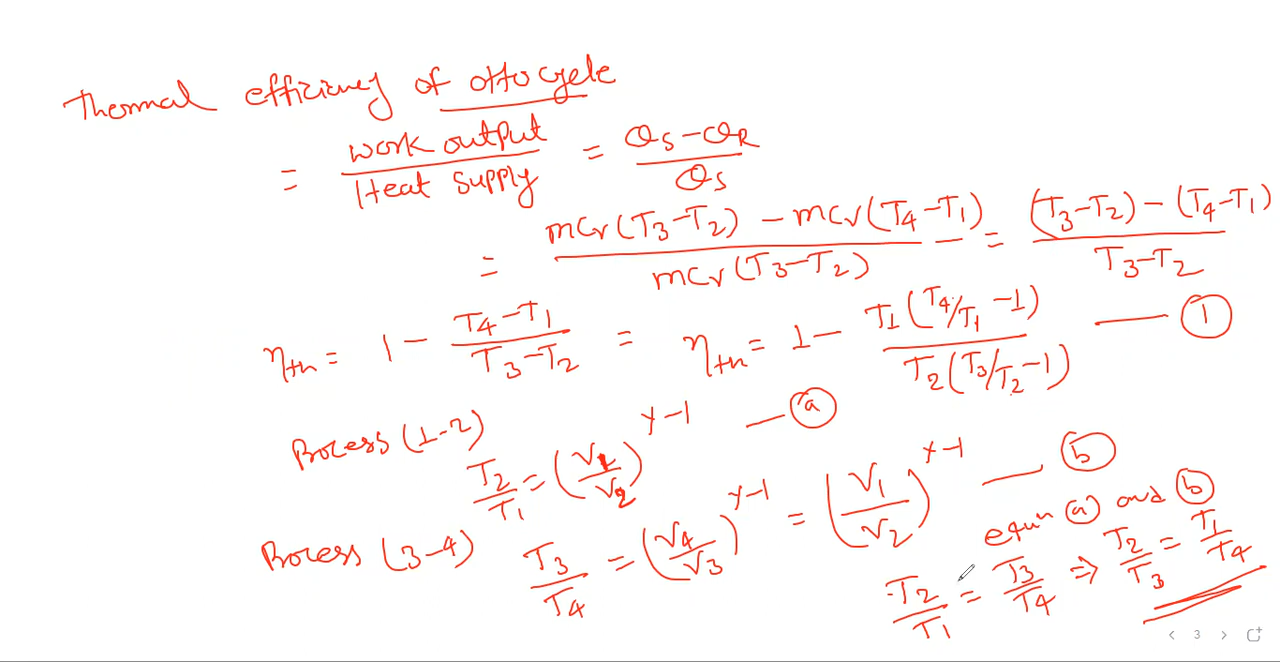 Thermal efficiency of otto cycle
= Work output / Heat Supply = (Qs − QR) / Qs
= (mCv(T3−T2) − mCv(T4−T1)) / (mCv(T3−T2)) = ((T3−T2) − (T4−T1)) / (T3−T2)
ηth = 1 − (T4−T1) / (T3−T2) = ηth = 1 − T1(T4/T1 −1) / T2(T3/T2 −1) — ①
Process (1-2)
T2/T1 = (V1/V2)^γ−1 — ⓐ
Process (3-4) T3/T4 = (V4/V3)^γ−1 = (V1/V2)^γ−1 — ⓑ
equn ⓐ and ⓑ
T2/T1 = T3/T4 ⇒ T2/T3 = T1/T4
3